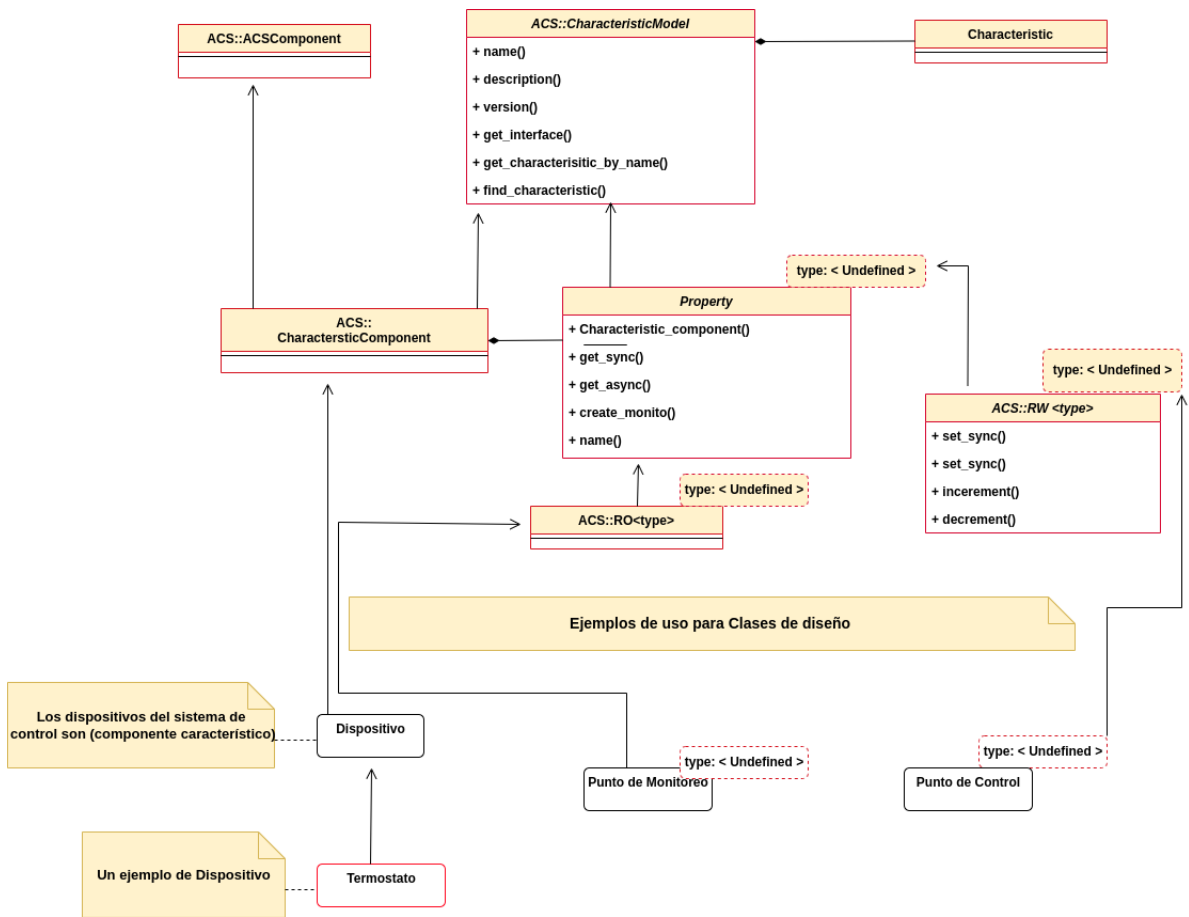 ACS::ACSComponent
ACS::CharacteristicModel
+ name()
+ description()
+ version()
+ get_interface()
+ get_characterisitic_by_name()
+ find_characteristic()
Characteristic
type: < Undefined >
ACS::
CharactersticComponent
Property
+ Characteristic_component()
+ get_sync()
+ get_async()
+ create_monito()
+ name()
type: < Undefined >
ACS::RW <type>
+ set_sync()
+ set_sync()
+ incerement()
+ decrement()
type: < Undefined >
ACS::RO<type>
Ejemplos de uso para Clases de diseño
Los dispositivos del sistema de
control son (componente característico)
Dispositivo
type: < Undefined >
Punto de Monitoreo
type: < Undefined >
Punto de Control
Un ejemplo de Dispositivo
Termostato